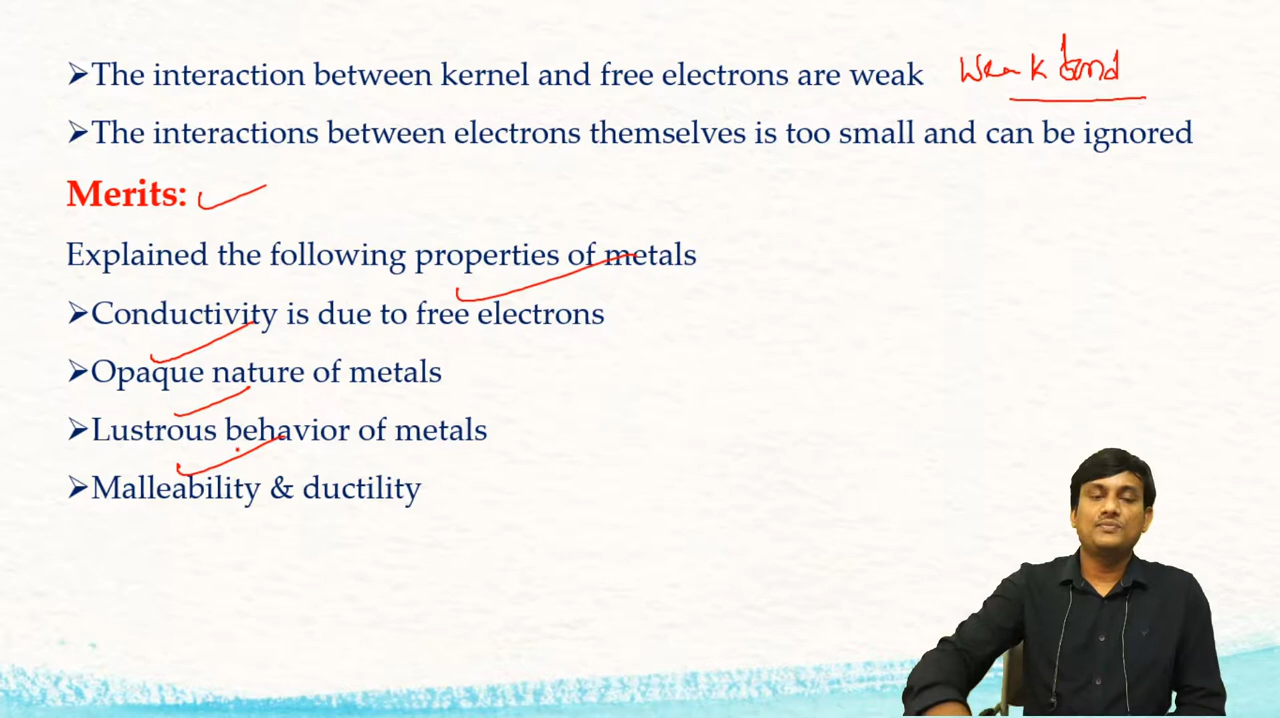 ➢The interaction between kernel and free electrons are weak weak bond
➢The interactions between electrons themselves is too small and can be ignored
Merits:
Explained the following properties of metals
➢Conductivity is due to free electrons
➢Opaque nature of metals
➢Lustrous behavior of metals
➢Malleability & ductility